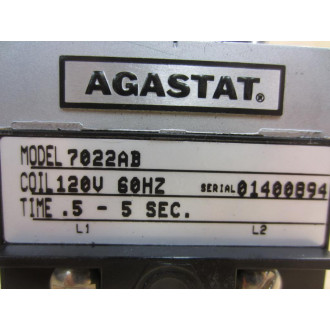 AGASTAT®
MODEL 7022AB
COIL 120V 60HZ SERIAL 01400894
TIME .5 - 5 SEC.
L1 L2